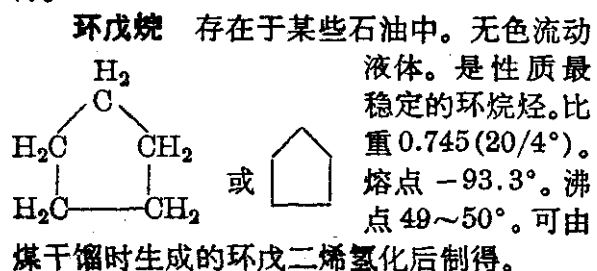 环戊烷 存在于某些石油中。无色流动
液体。是性质最
稳定的环烷烃。比
重0.745(20/4°)。
熔点 -93.3°。沸
点49～50°。可由
H₂
C
H₂C CH₂
H₂C CH₂
或
煤干馏时生成的环戊二烯氢化后制得。